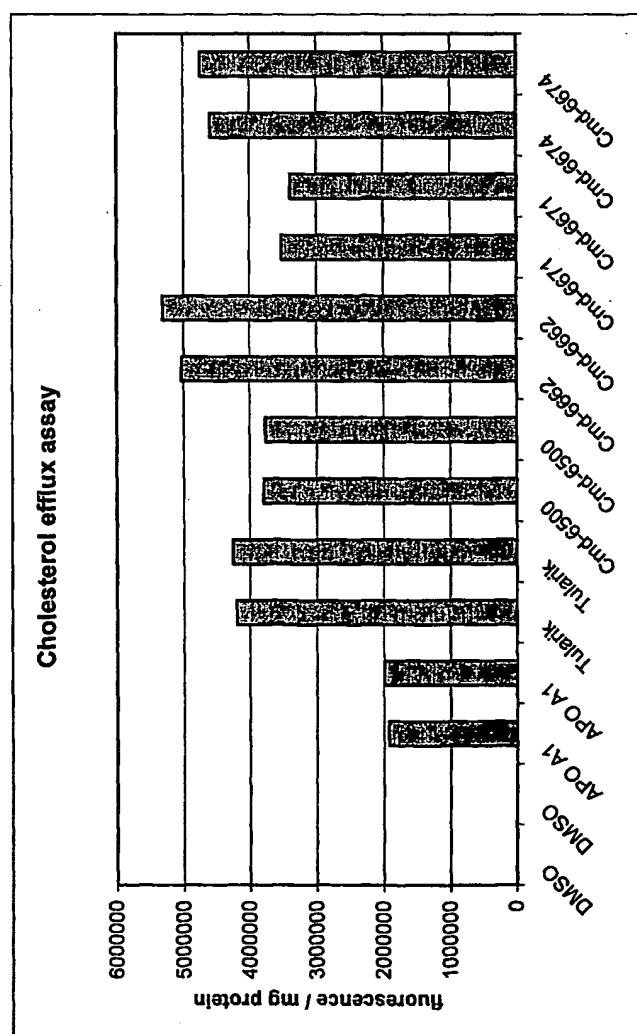 Cholesterol efflux assay
fluorescence / mg protein
6000000
5000000
4000000
3000000
2000000
1000000
0
DMSO
DMSO
APO A1
APO A1
Tularik
Tularik
Cmd-6500
Cmd-6500
Cmd-6662
Cmd-6662
Cmd-6671
Cmd-6671
Cmd-6674
Cmd-6674